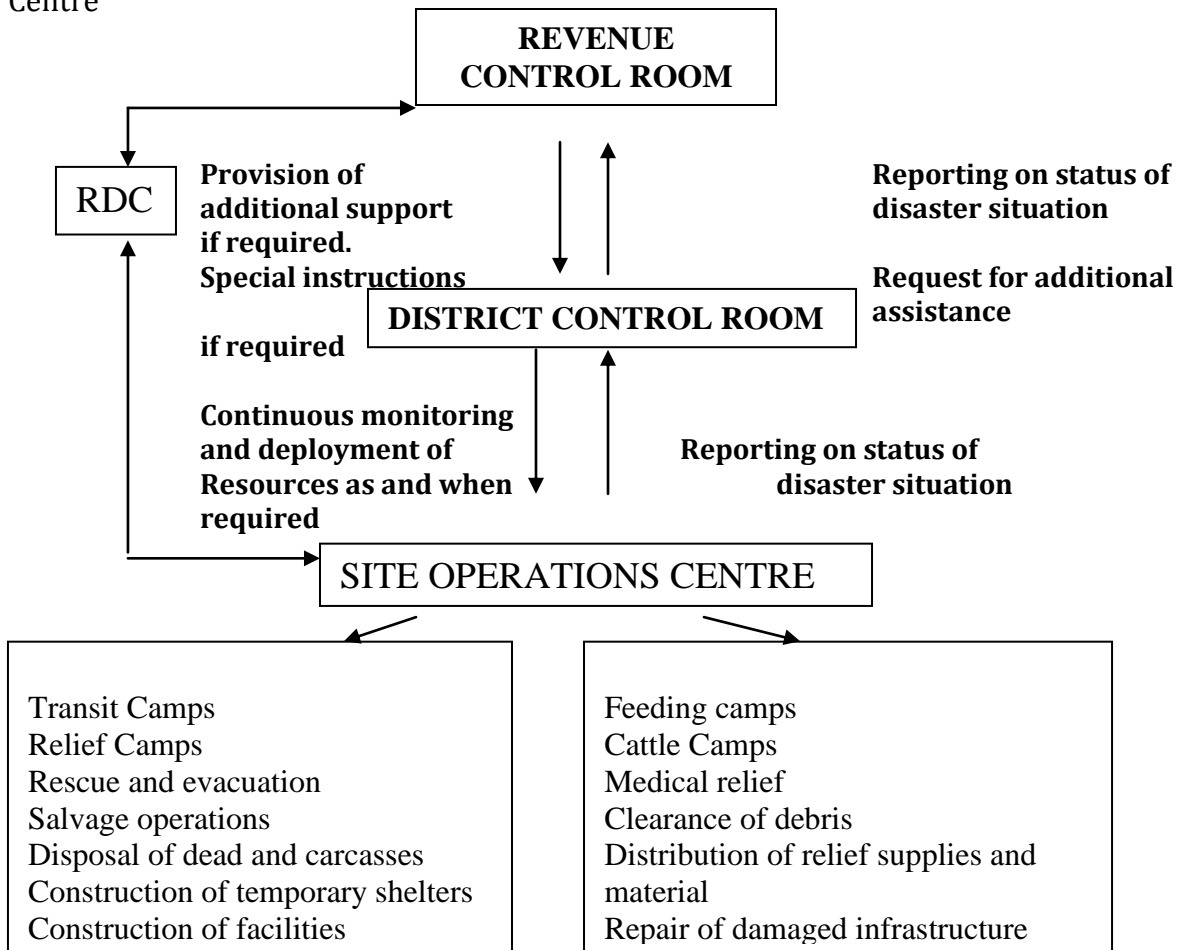 Centre
REVENUE
CONTROL ROOM
RDC
Provision of
additional support
if required.
Special instructions
if required
Reporting on status of
disaster situation
Request for additional
assistance
DISTRICT CONTROL ROOM
Continuous monitoring
and deployment of
Resources as and when
required
Reporting on status of
disaster situation
SITE OPERATIONS CENTRE
Transit Camps
Relief Camps
Rescue and evacuation
Salvage operations
Disposal of dead and carcasses
Construction of temporary shelters
Construction of facilities
Feeding camps
Cattle Camps
Medical relief
Clearance of debris
Distribution of relief supplies and
material
Repair of damaged infrastructure